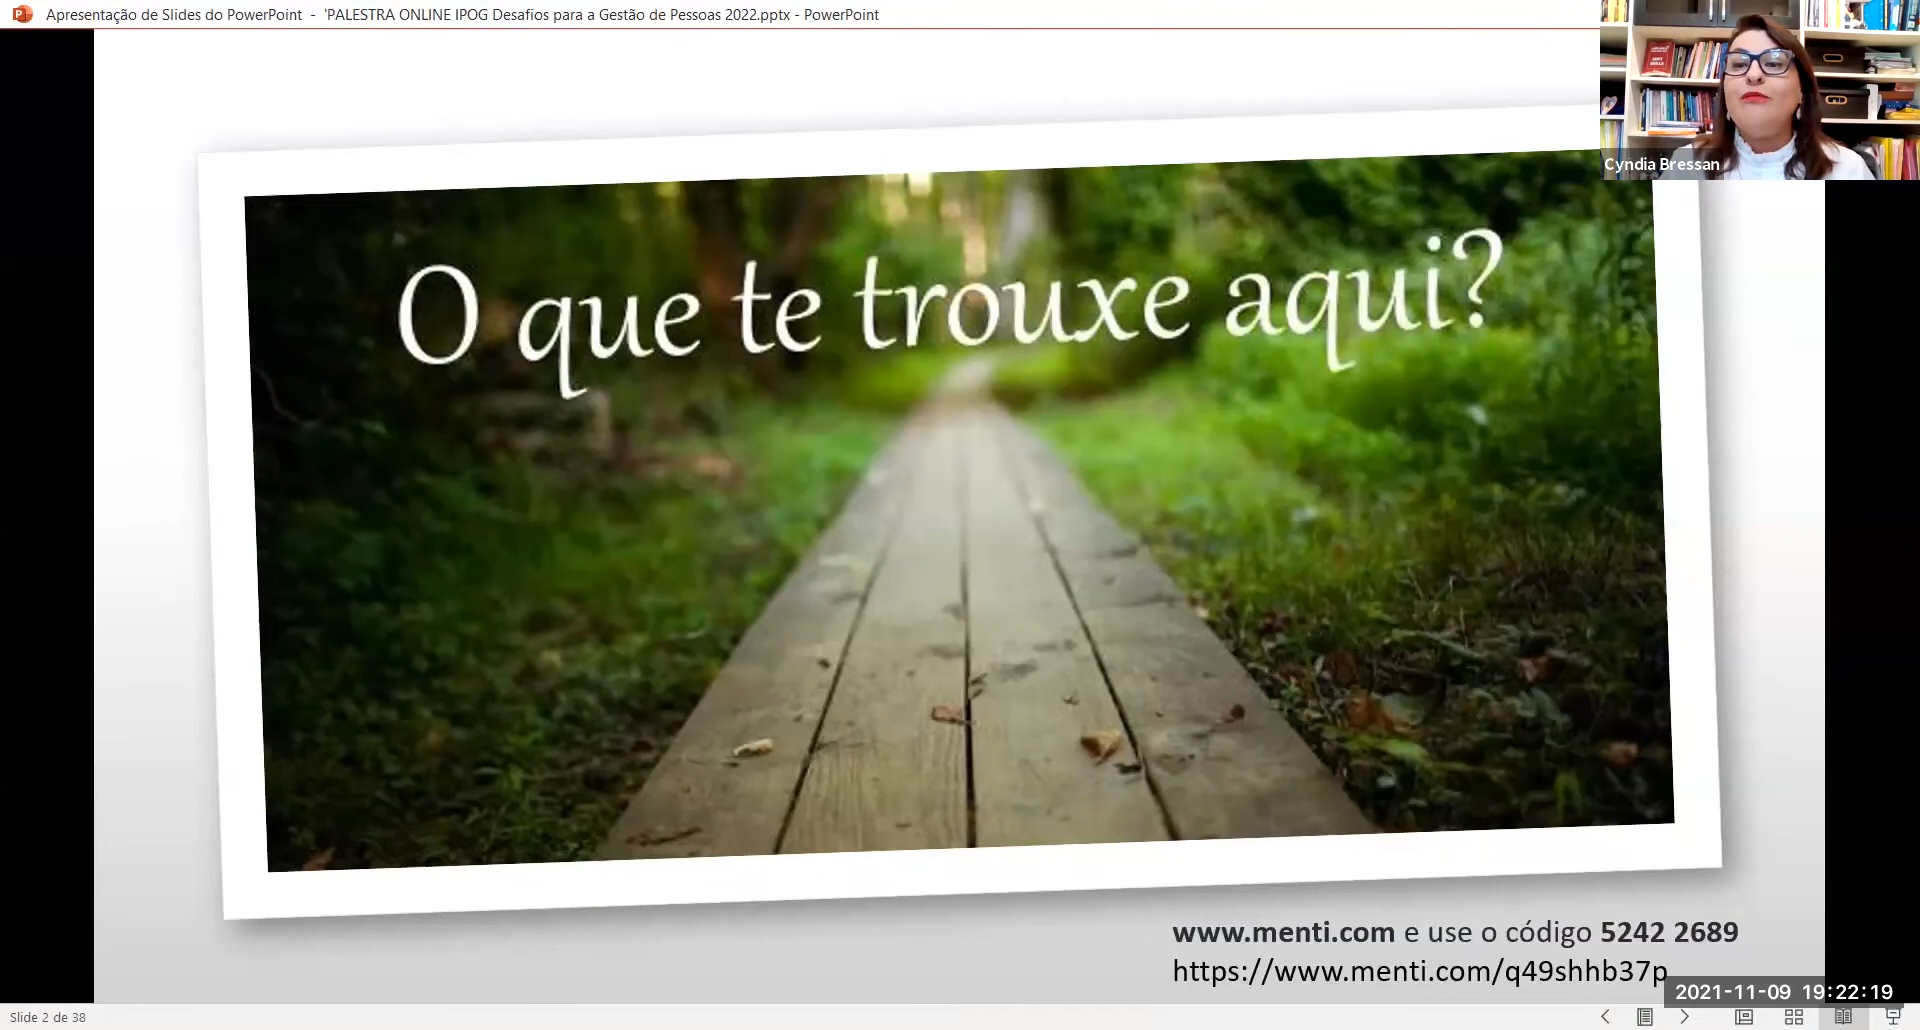 Apresentação de Slides do PowerPoint - 'PALESTRA ONLINE IPOG Desafios para a Gestão de Pessoas 2022.pptx - PowerPoint
Cyndia Bressan
O que te trouxe aqui?
www.menti.com e use o código 5242 2689
https://www.menti.com/q49shhb37p
2021-11-09 19:22:19
Slide 2 de 38